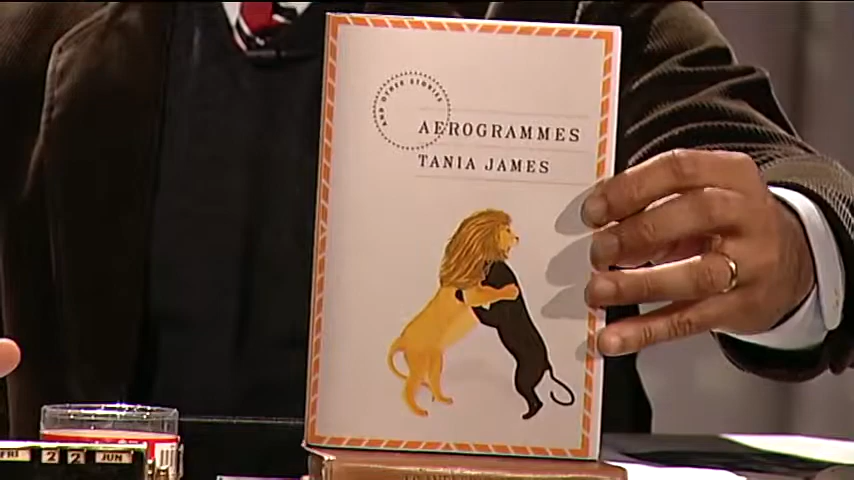 AND OTHER STORIES
AEROGRAMMES
TANIA JAMES
FRI 22 JUN